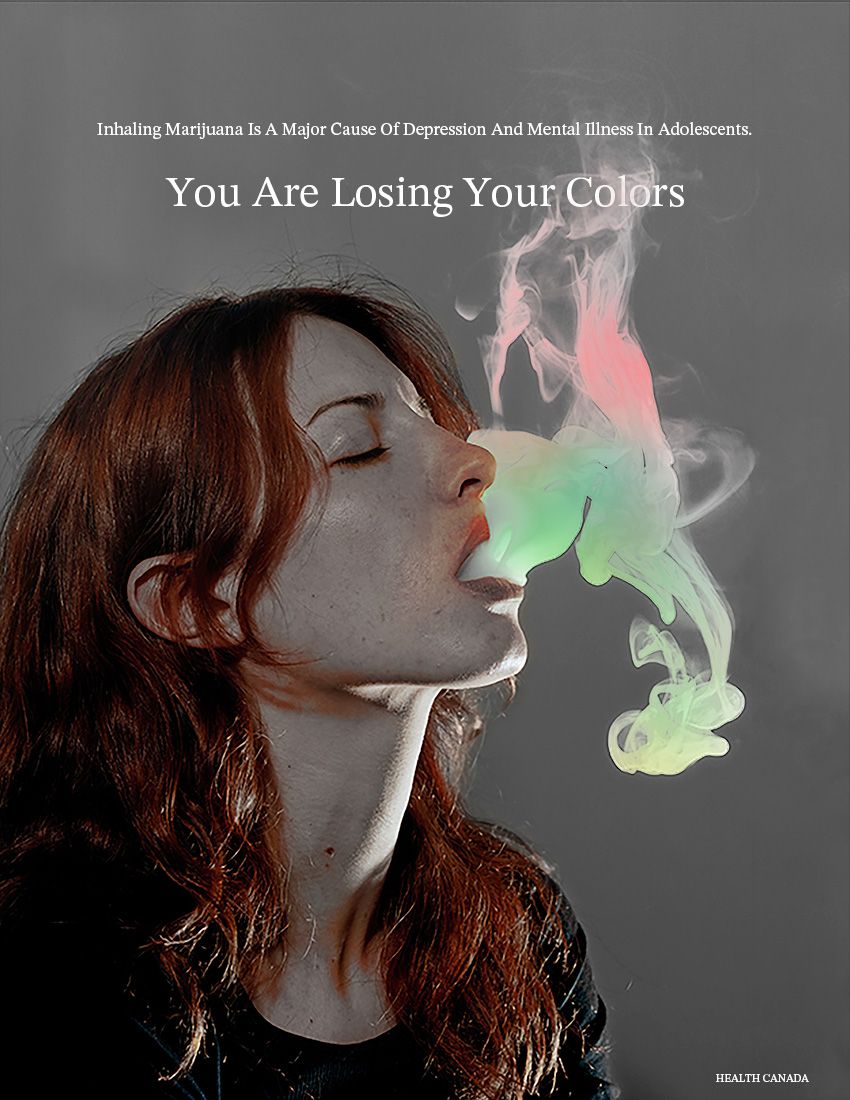 Inhaling Marijuana Is A Major Cause Of Depression And Mental Illness In Adolescents.
You Are Losing Your Colors
HEALTH CANADA